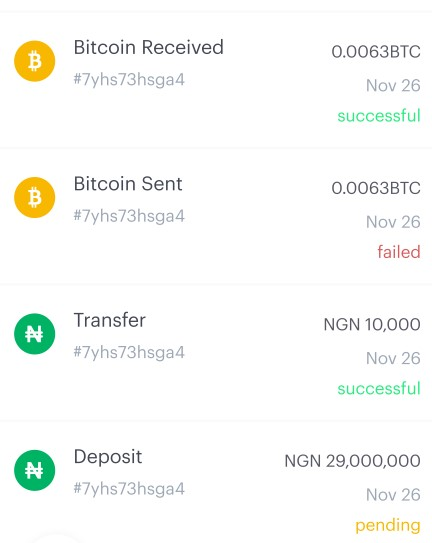 Bitcoin Received
0.0063BTC
#7yhs73hsga4
Nov 26
successful
Bitcoin Sent
0.0063BTC
#7yhs73hsga4
Nov 26
failed
Transfer
NGN 10,000
#7yhs73hsga4
Nov 26
successful
Deposit
NGN 29,000,000
#7yhs73hsga4
Nov 26
pending